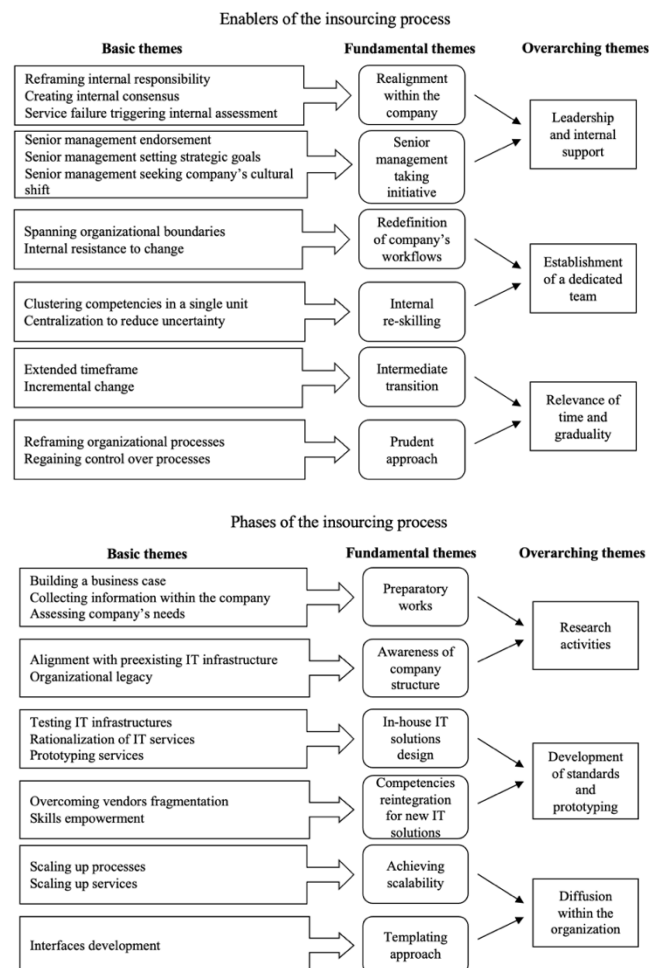 Enablers of the insourcing process
Basic themes
Fundamental themes
Overarching themes
Reframing internal responsibility
Creating internal consensus
Service failure triggering internal assessment
Realignment
within the
company
Senior management endorsement
Senior management setting strategic goals
Senior management seeking company's cultural
shift
Senior
management
taking
initiative
Leadership
and internal
support
Spanning organizational boundaries
Internal resistance to change
Redefinition
of company's
workflows
Clustering competencies in a single unit
Centralization to reduce uncertainty
Internal
re-skilling
Establishment
of a dedicated
team
Extended timeframe
Incremental change
Intermediate
transition
Reframing organizational processes
Regaining control over processes
Prudent
approach
Relevance of
time and
graduality
Phases of the insourcing process
Basic themes
Fundamental themes
Overarching themes
Building a business case
Collecting information within the company
Assessing company's needs
Preparatory
works
Alignment with preexisting IT infrastructure
Organizational legacy
Awareness of
company
structure
Research
activities
Testing IT infrastructures
Rationalization of IT services
Prototyping services
In-house IT
solutions
design
Overcoming vendors fragmentation
Skills empowerment
Competencies
reintegration
for new IT
solutions
Development
of standards
and
prototyping
Scaling up processes
Scaling up services
Achieving
scalability
Interfaces development
Templating
approach
Diffusion
within the
organization